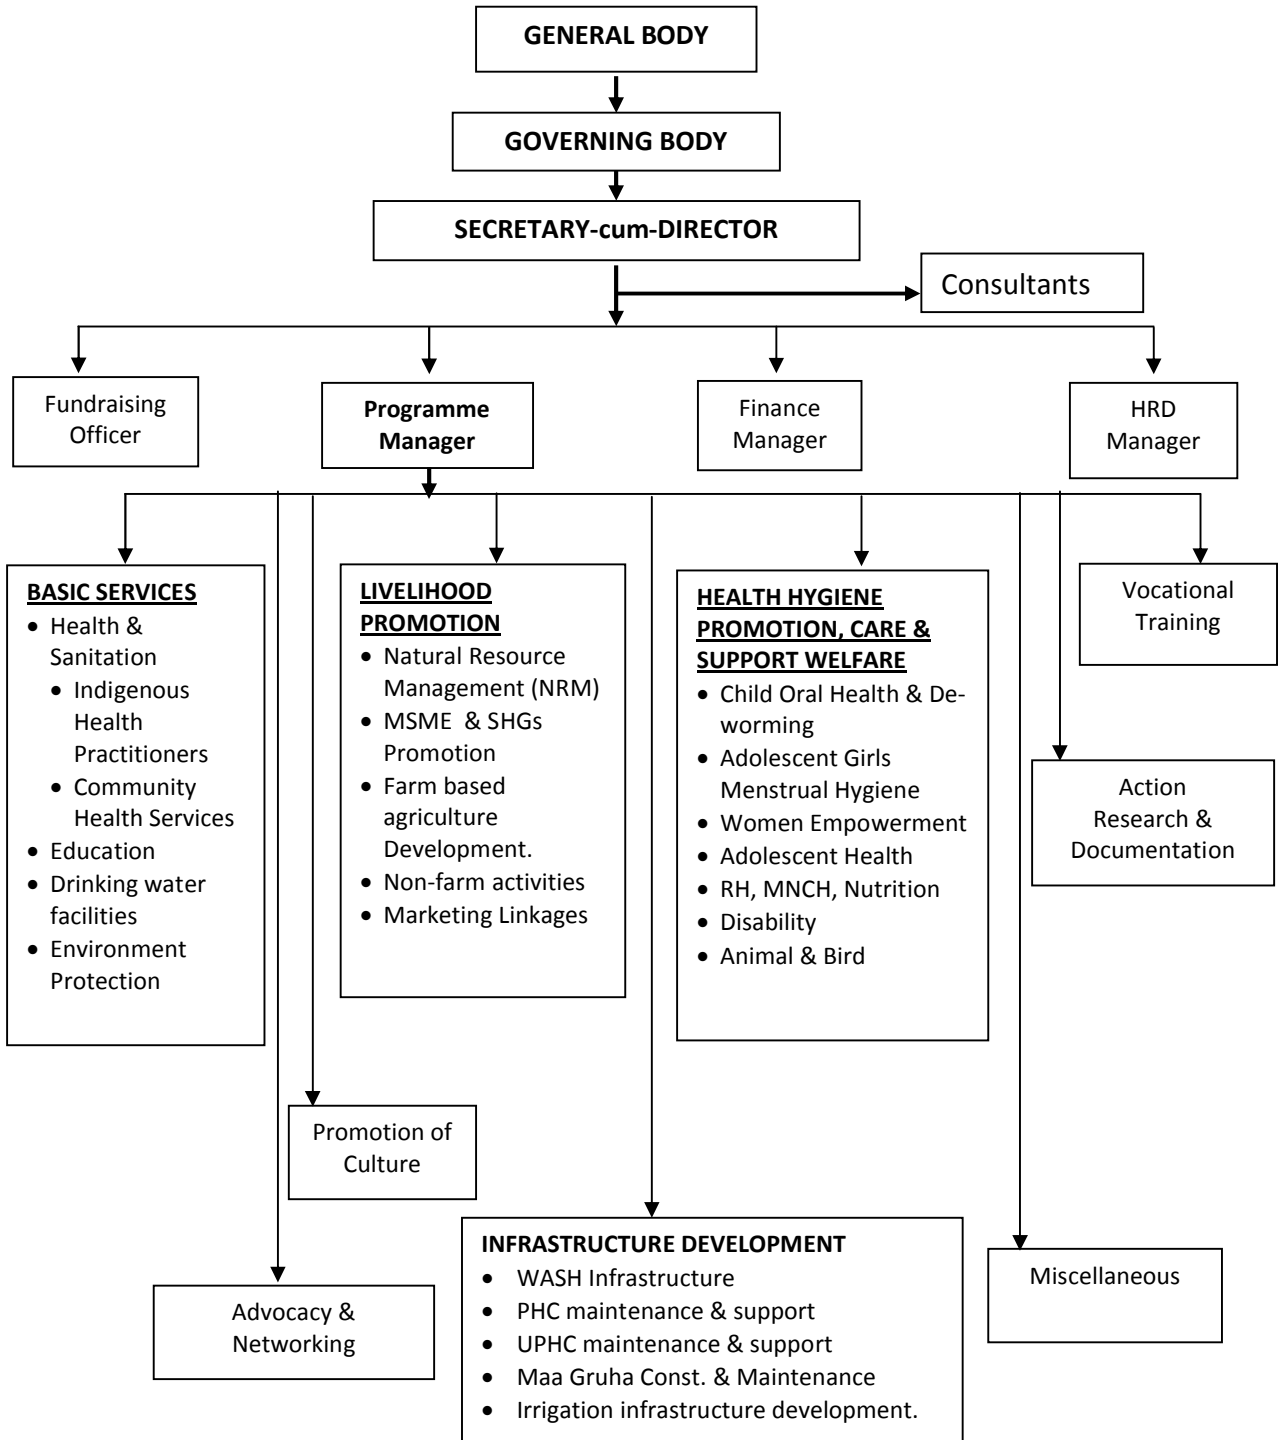 GENERAL BODY
GOVERNING BODY
SECRETARY-cum-DIRECTOR
Consultants
Fundraising
Officer
Programme
Manager
Finance
Manager
HRD
Manager
BASIC SERVICES
• Health &
Sanitation
• Indigenous
Health
Practitioners
• Community
Health Services
• Education
• Drinking water
facilities
• Environment
Protection
LIVELIHOOD
PROMOTION
• Natural Resource
Management (NRM)
• MSME & SHGs
Promotion
• Farm based
agriculture
Development.
• Non-farm activities
• Marketing Linkages
HEALTH HYGIENE
PROMOTION, CARE &
SUPPORT WELFARE
• Child Oral Health & De-
worming
• Adolescent Girls
Menstrual Hygiene
• Women Empowerment
• Adolescent Health
• RH, MNCH, Nutrition
• Disability
• Animal & Bird
Vocational
Training
Action
Research &
Documentation
Promotion of
Culture
Advocacy &
Networking
INFRASTRUCTURE DEVELOPMENT
• WASH Infrastructure
• PHC maintenance & support
• UPHC maintenance & support
• Maa Gruha Const. & Maintenance
• Irrigation infrastructure development.
Miscellaneous